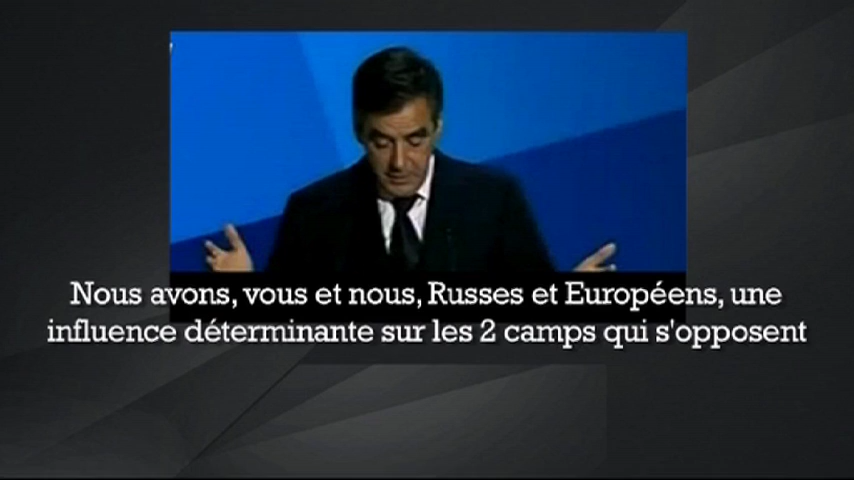 Nous avons, vous et nous, Russes et Européens, une
influence déterminante sur les 2 camps qui s'opposent